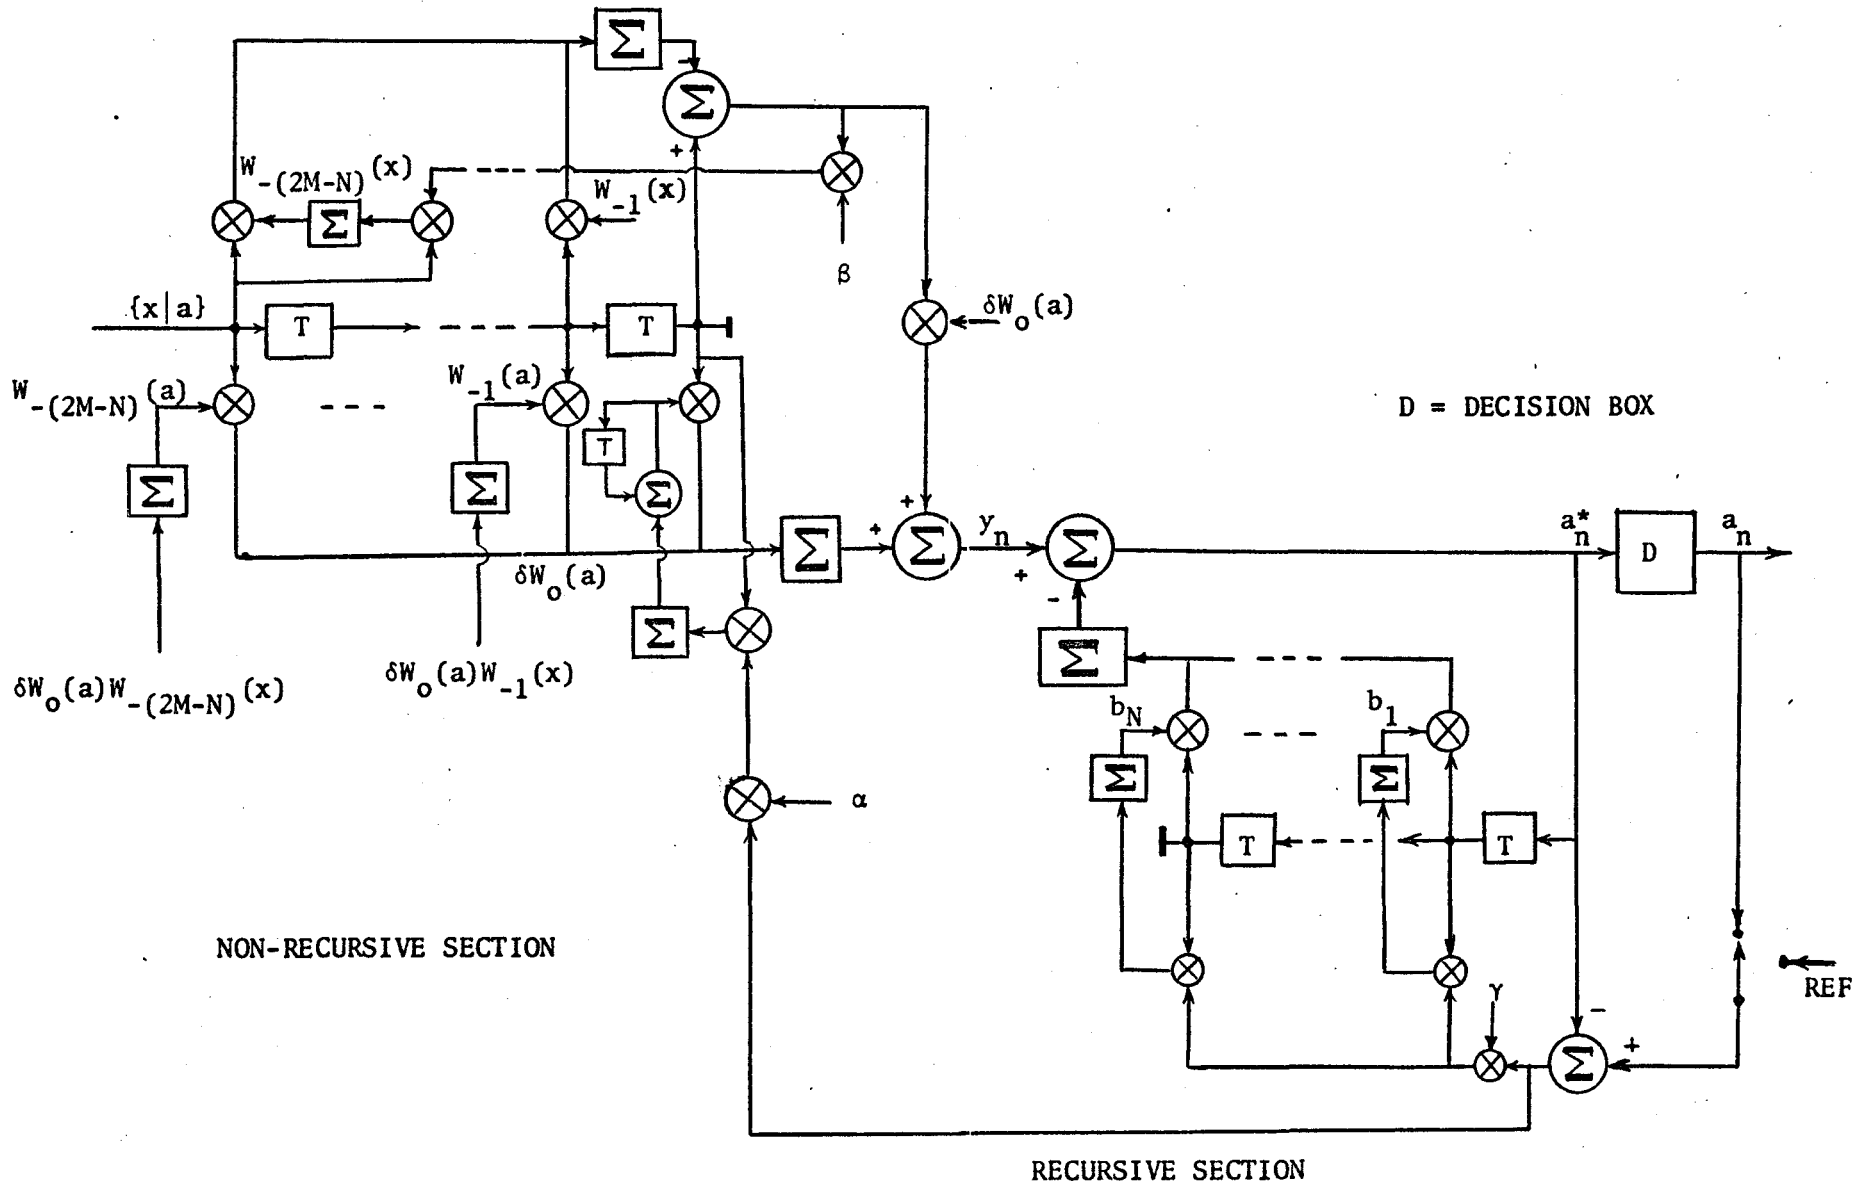 Σ
-
Σ
+
W-(2M-N)(x)
Σ
W-1(x)
β
{x|a}
T
T
δWo(a)
W-(2M-N)(a)
W-1(a)
D = DECISION BOX
T
Σ
Σ
Σ
+
+
Σ
Σ
yn
+
Σ
-
a*n
D
an
δWo(a)
Σ
Σ
δWo(a)W-(2M-N)(x)
δWo(a)W-1(x)
bN
b1
Σ
Σ
α
T
T
NON-RECURSIVE SECTION
REF
γ
-
+
Σ
RECURSIVE SECTION